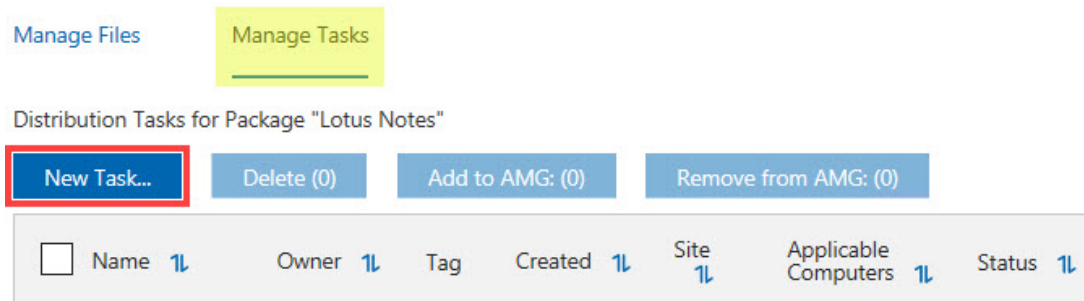 Manage Files Manage Tasks
Distribution Tasks for Package "Lotus Notes"
New Task... Delete (0) Add to AMG: (0) Remove from AMG: (0)
Name Owner Tag Created Site Applicable Computers Status